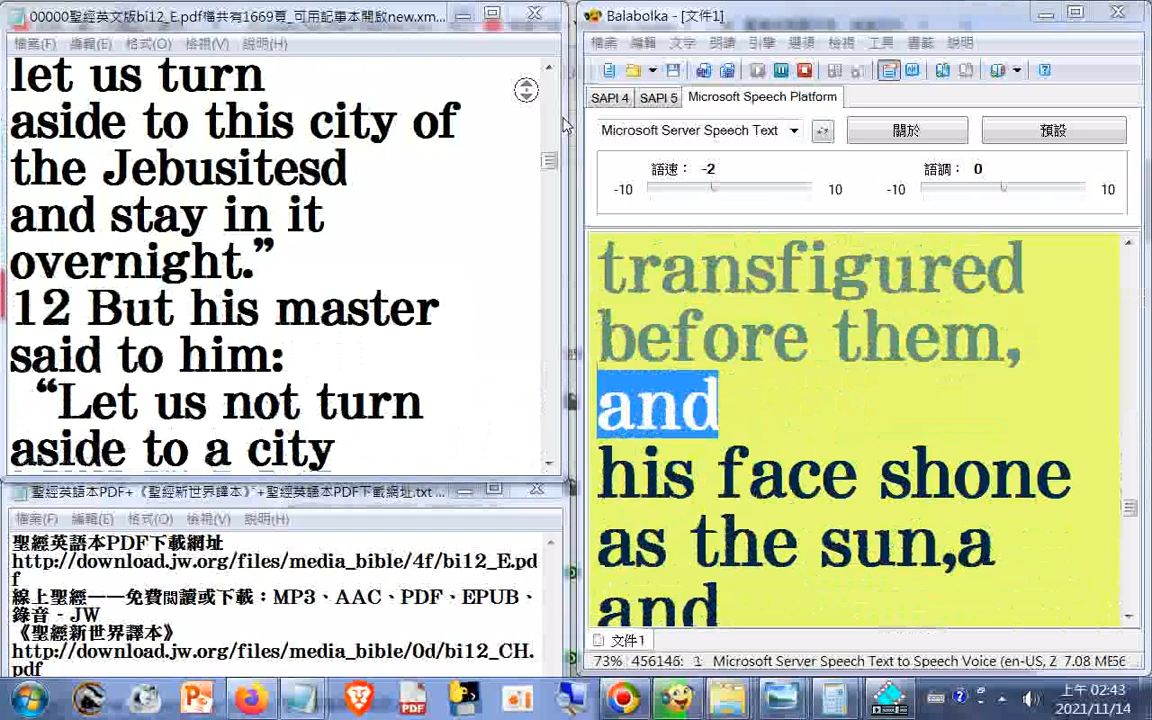 00000聖經英文版bi12_E.pdf檔共有1669頁_可用記事本開啟new.xm...
檔案(F) 編輯(E) 格式(O) 檢視(V) 說明(H)
let us turn
aside to this city of
the Jebusitesd
and stay in it
overnight.”
12 But his master
said to him:
“Let us not turn
aside to a city
聖經英語本PDF+《聖經新世界譯本》"+聖經英語本PDF下載網址.txt ...
檔案(F) 編輯(E) 格式(O) 檢視(V) 說明(H)
聖經英語本PDF下載網址
http://download.jw.org/files/media_bible/4f/bi12_E.pd
f
線上聖經──免費閱讀或下載：MP3、AAC、PDF、EPUB、
錄音 - JW
《聖經新世界譯本》
http://download.jw.org/files/media_bible/0d/bi12_CH.
pdf
Balabolka - [文件1]
檔案 編輯 文字 朗讀 引擎 選項 檢視 工具 書籤 說明
SAPI 4 SAPI 5 Microsoft Speech Platform
Microsoft Server Speech Text 關於 預設
語速： -2 語調： 0
-10 10 -10 10
transfigured
before them,
and
his face shone
as the sun,a
and
文件1
73% 456146: 1 Microsoft Server Speech Text to Speech Voice (en-US, Z 7.08 ME56
上午 02:43
2021/11/14